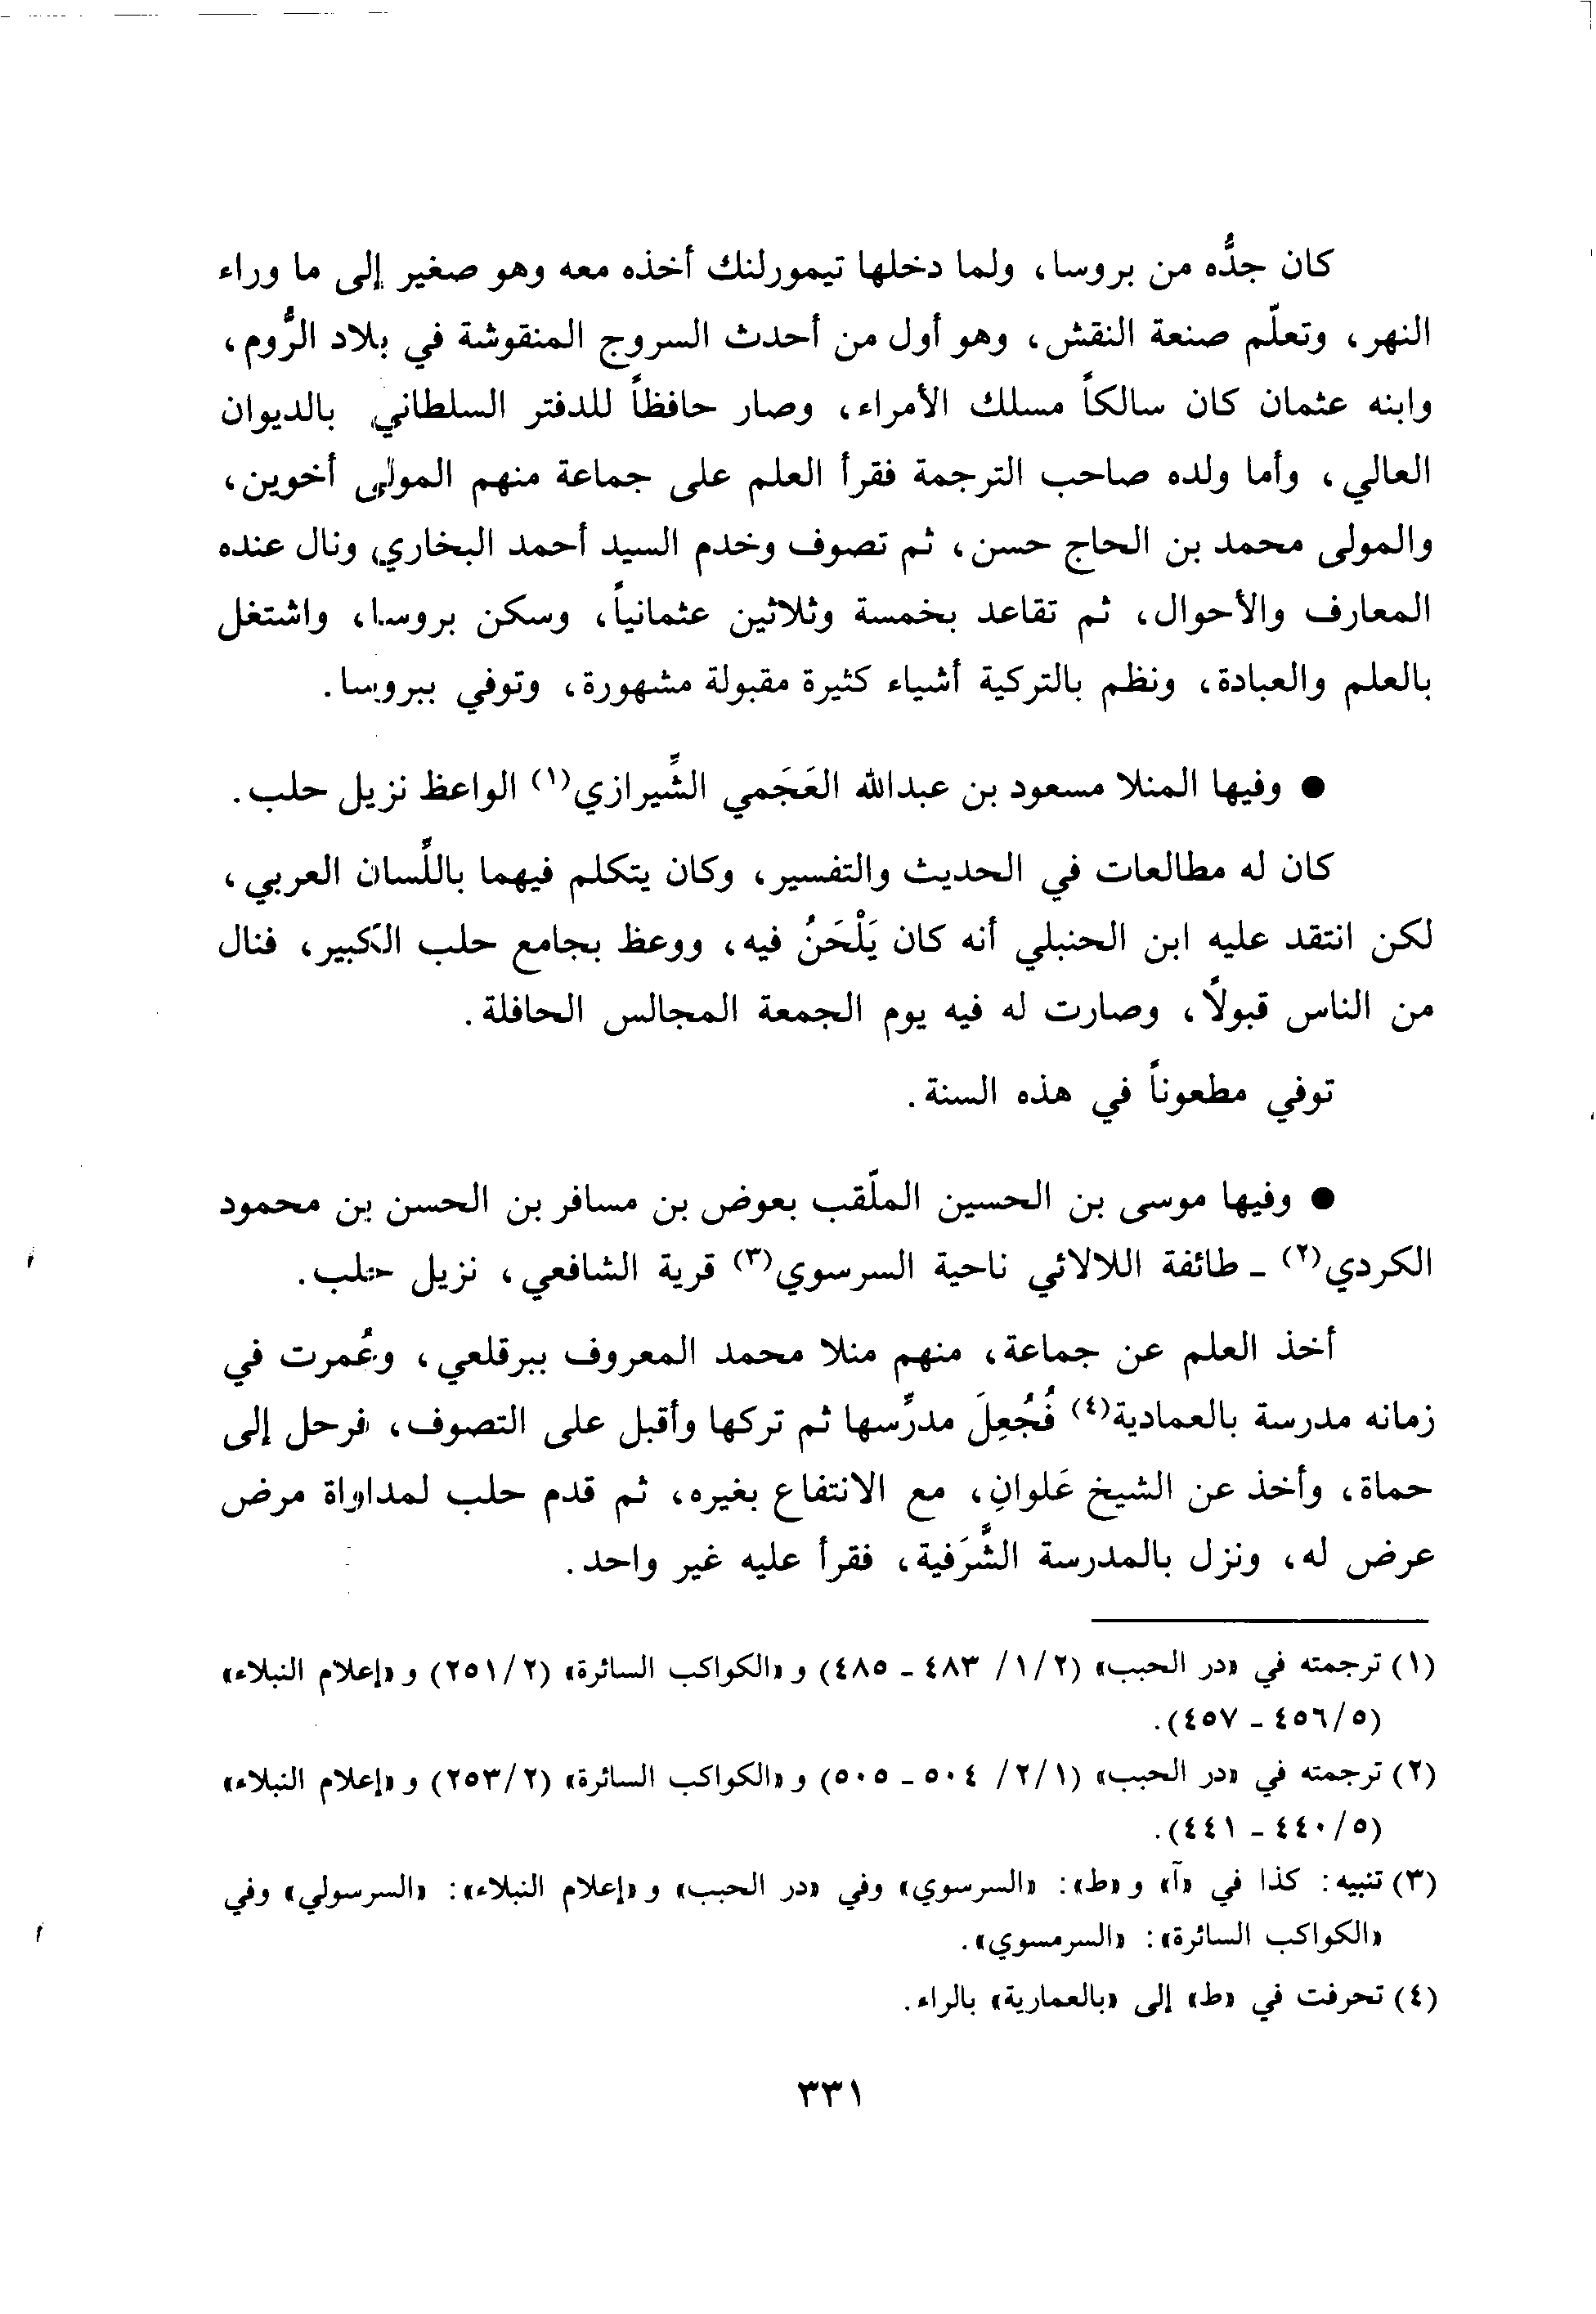 كان جدُّه من بروسا، ولما دخلها تيمورلنك أخذه معه وهو صغير إلى ما وراء
النهر، وتعلّم صنعة النقش، وهو أول من أحدث السروج المنقوشة في بلاد الرُّوم،
وابنه عثمان كان سالكاً مسلك الأمراء، وصار حافظاً للدفتر السلطاني بالديوان
العالي، وأما ولده صاحب الترجمة فقرأ العلم على جماعة منهم المولى أخوين،
والمولى محمد بن الحاج حسن، ثم تصوف وخدم السيد أحمد البخاري ونال عنده
المعارف والأحوال، ثم تقاعد بخمسة وثلاثين عثمانياً، وسكن بروسا، واشتغل
بالعلم والعبادة، ونظم بالتركية أشياء كثيرة مقبولة مشهورة، وتوفي ببروسا.
● وفيها المنلا مسعود بن عبدالله العَجَمي الشِّيرازي(١) الواعظ نزيل حلب.
كان له مطالعات في الحديث والتفسير، وكان يتكلم فيهما باللِّسان العربي،
لكن انتقد عليه ابن الحنبلي أنه كان يَلْحَنُ فيه، ووعظ بجامع حلب الكبير، فنال
من الناس قبولاً، وصارت له فيه يوم الجمعة المجالس الحافلة.
توفي مطعوناً في هذه السنة.
● وفيها موسى بن الحسين الملّقب بعوض بن مسافر بن الحسن بن محمود
الكردي(٢) ـ طائفة اللالائي ناحية السرسوي(٣) قرية الشافعي، نزيل حلب.
أخذ العلم عن جماعة، منهم منلا محمد المعروف ببرقلعي، وعُمرت في
زمانه مدرسة بالعمادية(٤) فُجُعِلَ مدرِّسها ثم تركها وأقبل على التصوف، فرحل إلى
حماة، وأخذ عن الشيخ عَلوانِ، مع الانتفاع بغيره، ثم قدم حلب لمداواة مرض
عرض له، ونزل بالمدرسة الشَّرَفية، فقرأ عليه غير واحد.
(١) ترجمته في «در الحبب» (٢/١/ ٤٨٣ ـ ٤٨٥) و «الكواكب السائرة» (٢٥١/٢) و «إعلام النبلاء»
(٤٥٦/٥ ـ ٤٥٧).
(٢) ترجمته في «در الحبب» (٢/١/ ٥٠٤ ـ ٥٠٥) و «الكواكب السائرة» (٢٥٣/٢) و «إعلام النبلاء»
(٤٤٠/٥ ـ ٤٤١).
(٣) تنبيه: كذا في «آ» و «ط»: «السرسوي» وفي «در الحبب» و «إعلام النبلاء»: «السرسولي» وفي
«الكواكب السائرة»: «السرمسوي».
(٤) تحرفت في «ط» إلى «بالعمارية» بالراء.
٣٣١